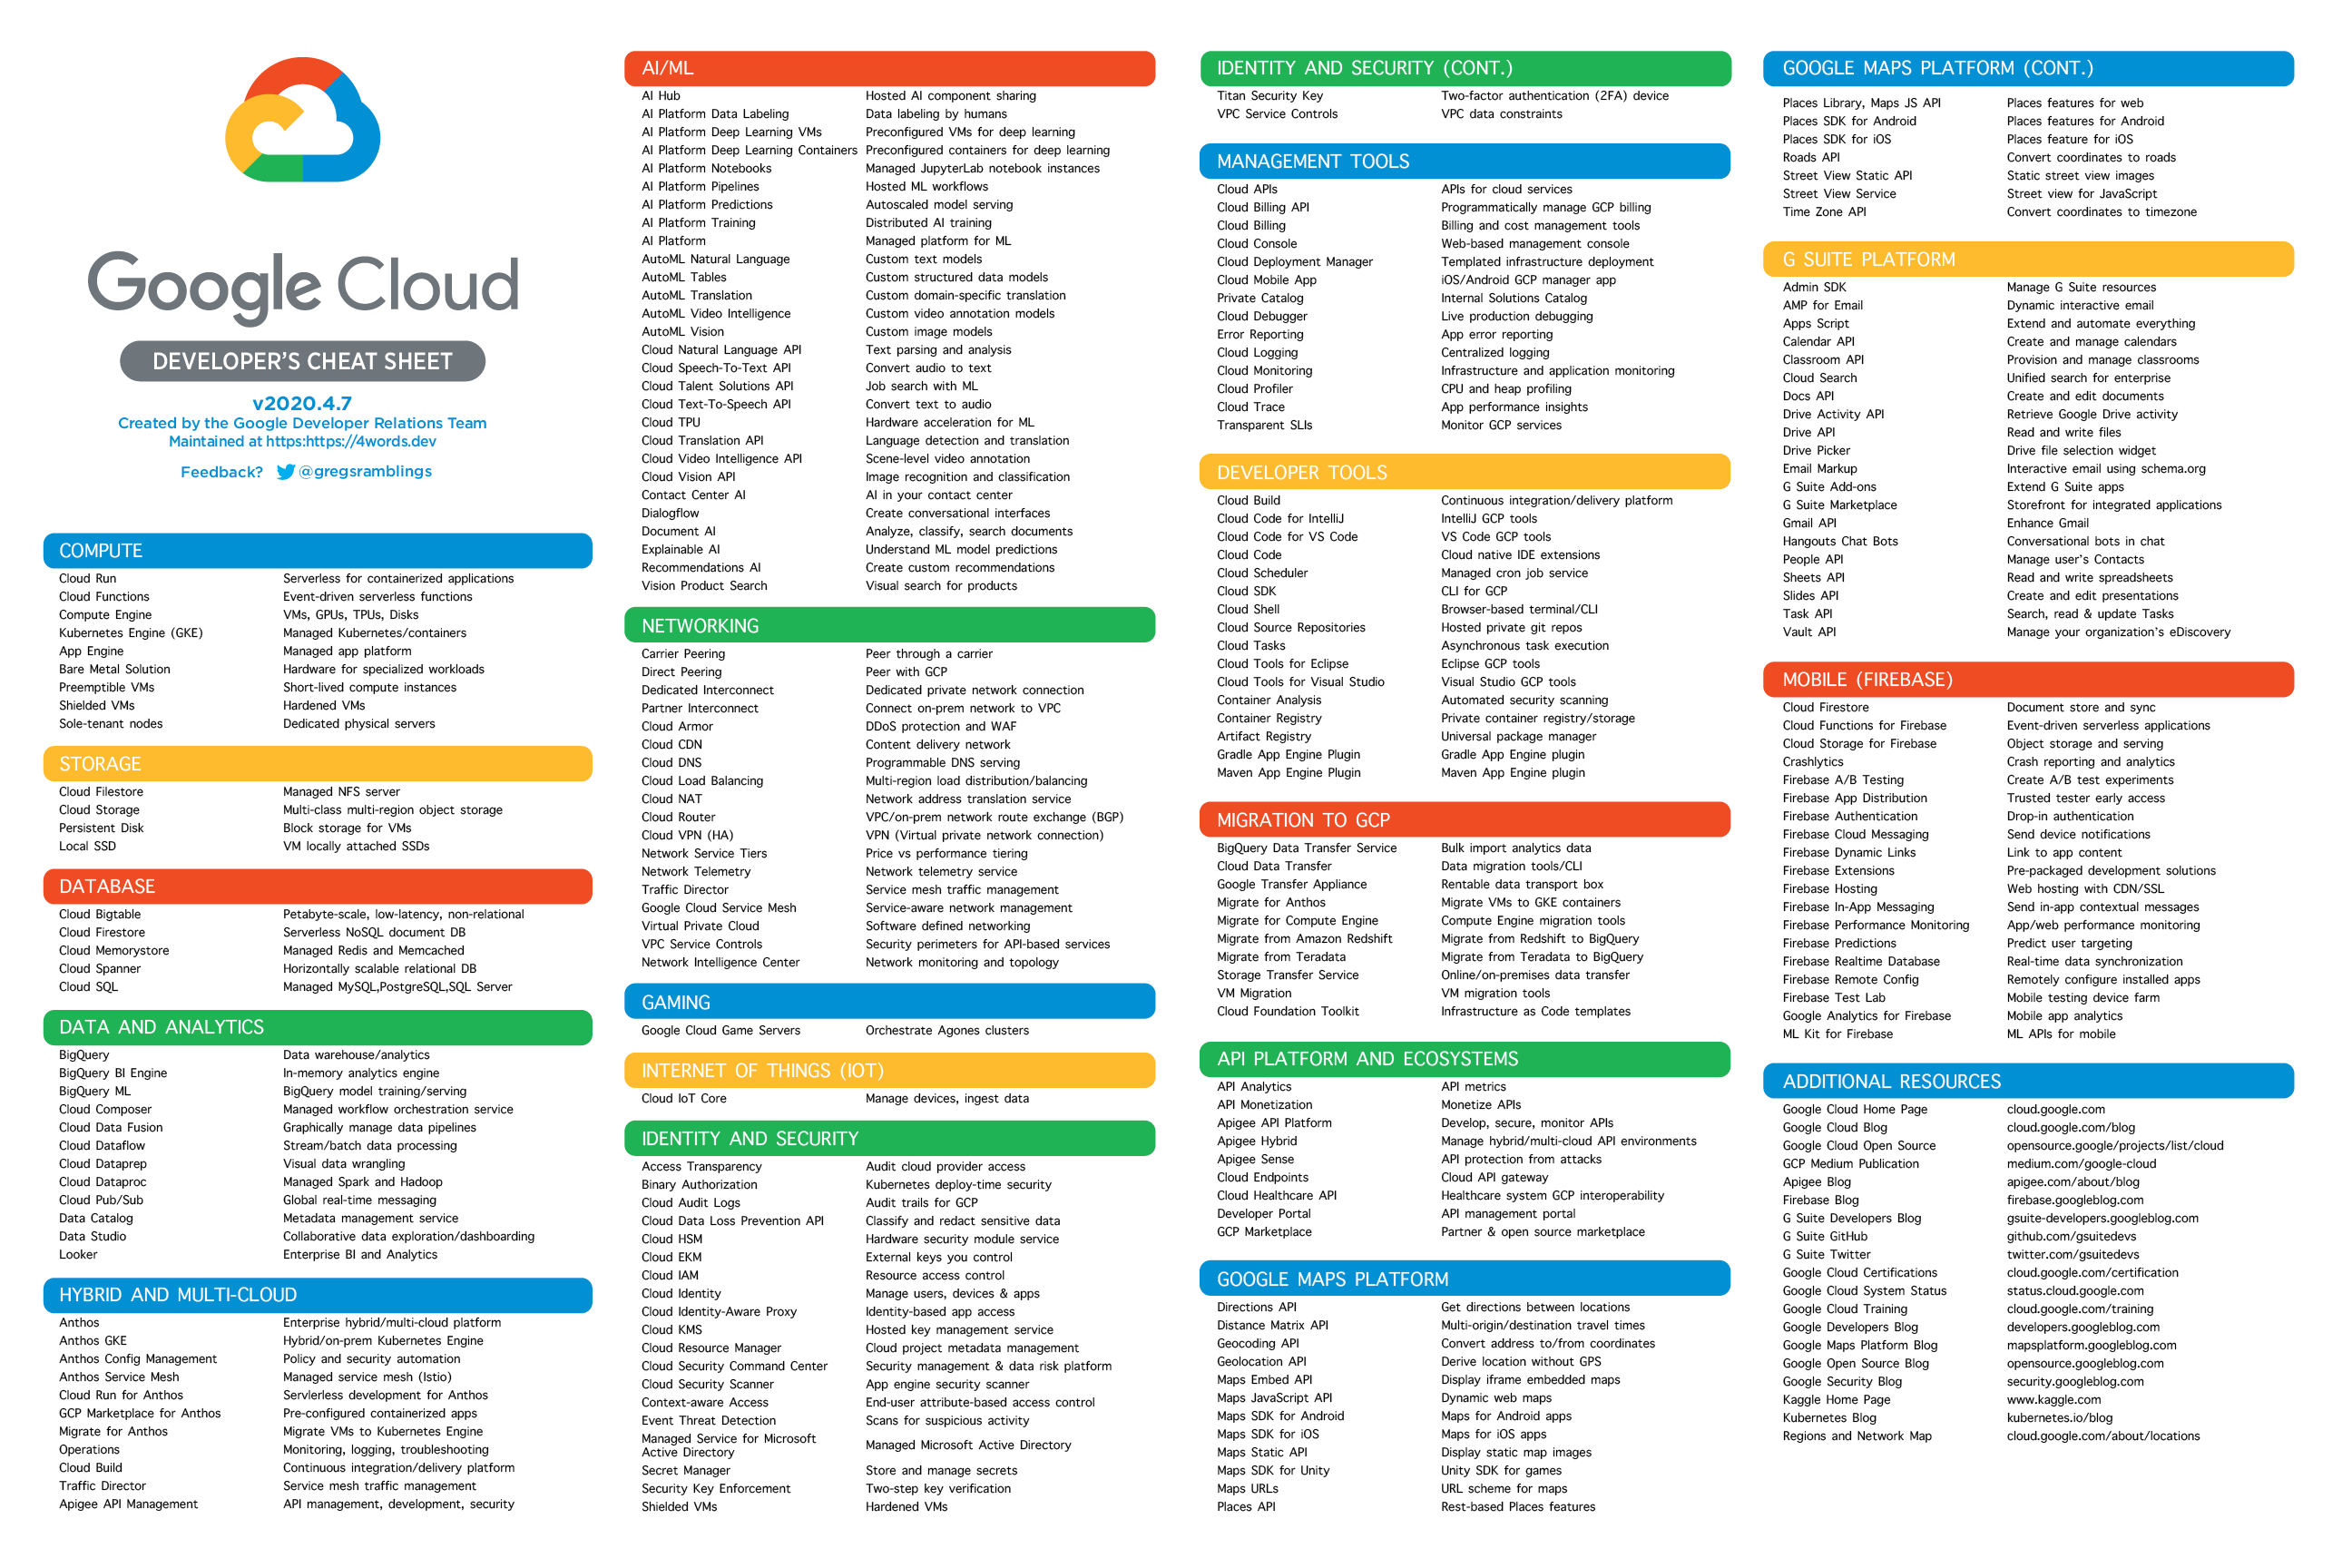 Google Cloud
DEVELOPER'S CHEAT SHEET
v2020.4.7
Created by the Google Developer Relations Team
Maintained at https:https://4words.dev
Feedback? @gregsramblings
COMPUTE
Cloud Run Serverless for containerized applications
Cloud Functions Event-driven serverless functions
Compute Engine VMs, GPUs, TPUs, Disks
Kubernetes Engine (GKE) Managed Kubernetes/containers
App Engine Managed app platform
Bare Metal Solution Hardware for specialized workloads
Preemptible VMs Short-lived compute instances
Shielded VMs Hardened VMs
Sole-tenant nodes Dedicated physical servers
STORAGE
Cloud Filestore Managed NFS server
Cloud Storage Multi-class multi-region object storage
Persistent Disk Block storage for VMs
Local SSD VM locally attached SSDs
DATABASE
Cloud Bigtable Petabyte-scale, low-latency, non-relational
Cloud Firestore Serverless NoSQL document DB
Cloud Memorystore Managed Redis and Memcached
Cloud Spanner Horizontally scalable relational DB
Cloud SQL Managed MySQL,PostgreSQL,SQL Server
DATA AND ANALYTICS
BigQuery Data warehouse/analytics
BigQuery BI Engine In-memory analytics engine
BigQuery ML BigQuery model training/serving
Cloud Composer Managed workflow orchestration service
Cloud Data Fusion Graphically manage data pipelines
Cloud Dataflow Stream/batch data processing
Cloud Dataprep Visual data wrangling
Cloud Dataproc Managed Spark and Hadoop
Cloud Pub/Sub Global real-time messaging
Data Catalog Metadata management service
Data Studio Collaborative data exploration/dashboarding
Looker Enterprise BI and Analytics
HYBRID AND MULTI-CLOUD
Anthos Enterprise hybrid/multi-cloud platform
Anthos GKE Hybrid/on-prem Kubernetes Engine
Anthos Config Management Policy and security automation
Anthos Service Mesh Managed service mesh (Istio)
Cloud Run for Anthos Servlerless development for Anthos
GCP Marketplace for Anthos Pre-configured containerized apps
Migrate for Anthos Migrate VMs to Kubernetes Engine
Operations Monitoring, logging, troubleshooting
Cloud Build Continuous integration/delivery platform
Traffic Director Service mesh traffic management
Apigee API Management API management, development, security
AI/ML
AI Hub Hosted AI component sharing
AI Platform Data Labeling Data labeling by humans
AI Platform Deep Learning VMs Preconfigured VMs for deep learning
AI Platform Deep Learning Containers Preconfigured containers for deep learning
AI Platform Notebooks Managed JupyterLab notebook instances
AI Platform Pipelines Hosted ML workflows
AI Platform Predictions Autoscaled model serving
AI Platform Training Distributed AI training
AI Platform Managed platform for ML
AutoML Natural Language Custom text models
AutoML Tables Custom structured data models
AutoML Translation Custom domain-specific translation
AutoML Video Intelligence Custom video annotation models
AutoML Vision Custom image models
Cloud Natural Language API Text parsing and analysis
Cloud Speech-To-Text API Convert audio to text
Cloud Talent Solutions API Job search with ML
Cloud Text-To-Speech API Convert text to audio
Cloud TPU Hardware acceleration for ML
Cloud Translation API Language detection and translation
Cloud Video Intelligence API Scene-level video annotation
Cloud Vision API Image recognition and classification
Contact Center AI AI in your contact center
Dialogflow Create conversational interfaces
Document AI Analyze, classify, search documents
Explainable AI Understand ML model predictions
Recommendations AI Create custom recommendations
Vision Product Search Visual search for products
NETWORKING
Carrier Peering Peer through a carrier
Direct Peering Peer with GCP
Dedicated Interconnect Dedicated private network connection
Partner Interconnect Connect on-prem network to VPC
Cloud Armor DDoS protection and WAF
Cloud CDN Content delivery network
Cloud DNS Programmable DNS serving
Cloud Load Balancing Multi-region load distribution/balancing
Cloud NAT Network address translation service
Cloud Router VPC/on-prem network route exchange (BGP)
Cloud VPN (HA) VPN (Virtual private network connection)
Network Service Tiers Price vs performance tiering
Network Telemetry Network telemetry service
Traffic Director Service mesh traffic management
Google Cloud Service Mesh Service-aware network management
Virtual Private Cloud Software defined networking
VPC Service Controls Security perimeters for API-based services
Network Intelligence Center Network monitoring and topology
GAMING
Google Cloud Game Servers Orchestrate Agones clusters
INTERNET OF THINGS (IOT)
Cloud IoT Core Manage devices, ingest data
IDENTITY AND SECURITY
Access Transparency Audit cloud provider access
Binary Authorization Kubernetes deploy-time security
Cloud Audit Logs Audit trails for GCP
Cloud Data Loss Prevention API Classify and redact sensitive data
Cloud HSM Hardware security module service
Cloud EKM External keys you control
Cloud IAM Resource access control
Cloud Identity Manage users, devices & apps
Cloud Identity-Aware Proxy Identity-based app access
Cloud KMS Hosted key management service
Cloud Resource Manager Cloud project metadata management
Cloud Security Command Center Security management & data risk platform
Cloud Security Scanner App engine security scanner
Context-aware Access End-user attribute-based access control
Event Threat Detection Scans for suspicious activity
Managed Service for Microsoft
Active Directory Managed Microsoft Active Directory
Secret Manager Store and manage secrets
Security Key Enforcement Two-step key verification
Shielded VMs Hardened VMs
IDENTITY AND SECURITY (CONT.)
Titan Security Key Two-factor authentication (2FA) device
VPC Service Controls VPC data constraints
MANAGEMENT TOOLS
Cloud APIs APIs for cloud services
Cloud Billing API Programmatically manage GCP billing
Cloud Billing Billing and cost management tools
Cloud Console Web-based management console
Cloud Deployment Manager Templated infrastructure deployment
Cloud Mobile App iOS/Android GCP manager app
Private Catalog Internal Solutions Catalog
Cloud Debugger Live production debugging
Error Reporting App error reporting
Cloud Logging Centralized logging
Cloud Monitoring Infrastructure and application monitoring
Cloud Profiler CPU and heap profiling
Cloud Trace App performance insights
Transparent SLIs Monitor GCP services
DEVELOPER TOOLS
Cloud Build Continuous integration/delivery platform
Cloud Code for IntelliJ IntelliJ GCP tools
Cloud Code for VS Code VS Code GCP tools
Cloud Code Cloud native IDE extensions
Cloud Scheduler Managed cron job service
Cloud SDK CLI for GCP
Cloud Shell Browser-based terminal/CLI
Cloud Source Repositories Hosted private git repos
Cloud Tasks Asynchronous task execution
Cloud Tools for Eclipse Eclipse GCP tools
Cloud Tools for Visual Studio Visual Studio GCP tools
Container Analysis Automated security scanning
Container Registry Private container registry/storage
Artifact Registry Universal package manager
Gradle App Engine Plugin Gradle App Engine plugin
Maven App Engine Plugin Maven App Engine plugin
MIGRATION TO GCP
BigQuery Data Transfer Service Bulk import analytics data
Cloud Data Transfer Data migration tools/CLI
Google Transfer Appliance Rentable data transport box
Migrate for Anthos Migrate VMs to GKE containers
Migrate for Compute Engine Compute Engine migration tools
Migrate from Amazon Redshift Migrate from Redshift to BigQuery
Migrate from Teradata Migrate from Teradata to BigQuery
Storage Transfer Service Online/on-premises data transfer
VM Migration VM migration tools
Cloud Foundation Toolkit Infrastructure as Code templates
API PLATFORM AND ECOSYSTEMS
API Analytics API metrics
API Monetization Monetize APIs
Apigee API Platform Develop, secure, monitor APIs
Apigee Hybrid Manage hybrid/multi-cloud API environments
Apigee Sense API protection from attacks
Cloud Endpoints Cloud API gateway
Cloud Healthcare API Healthcare system GCP interoperability
Developer Portal API management portal
GCP Marketplace Partner & open source marketplace
GOOGLE MAPS PLATFORM
Directions API Get directions between locations
Distance Matrix API Multi-origin/destination travel times
Geocoding API Convert address to/from coordinates
Geolocation API Derive location without GPS
Maps Embed API Display iframe embedded maps
Maps JavaScript API Dynamic web maps
Maps SDK for Android Maps for Android apps
Maps SDK for iOS Maps for iOS apps
Maps Static API Display static map images
Maps SDK for Unity Unity SDK for games
Maps URLs URL scheme for maps
Places API Rest-based Places features
GOOGLE MAPS PLATFORM (CONT.)
Places Library, Maps JS API Places features for web
Places SDK for Android Places features for Android
Places SDK for iOS Places feature for iOS
Roads API Convert coordinates to roads
Street View Static API Static street view images
Street View Service Street view for JavaScript
Time Zone API Convert coordinates to timezone
G SUITE PLATFORM
Admin SDK Manage G Suite resources
AMP for Email Dynamic interactive email
Apps Script Extend and automate everything
Calendar API Create and manage calendars
Classroom API Provision and manage classrooms
Cloud Search Unified search for enterprise
Docs API Create and edit documents
Drive Activity API Retrieve Google Drive activity
Drive API Read and write files
Drive Picker Drive file selection widget
Email Markup Interactive email using schema.org
G Suite Add-ons Extend G Suite apps
G Suite Marketplace Storefront for integrated applications
Gmail API Enhance Gmail
Hangouts Chat Bots Conversational bots in chat
People API Manage user's Contacts
Sheets API Read and write spreadsheets
Slides API Create and edit presentations
Task API Search, read & update Tasks
Vault API Manage your organization's eDiscovery
MOBILE (FIREBASE)
Cloud Firestore Document store and sync
Cloud Functions for Firebase Event-driven serverless applications
Cloud Storage for Firebase Object storage and serving
Crashlytics Crash reporting and analytics
Firebase A/B Testing Create A/B test experiments
Firebase App Distribution Trusted tester early access
Firebase Authentication Drop-in authentication
Firebase Cloud Messaging Send device notifications
Firebase Dynamic Links Link to app content
Firebase Extensions Pre-packaged development solutions
Firebase Hosting Web hosting with CDN/SSL
Firebase In-App Messaging Send in-app contextual messages
Firebase Performance Monitoring App/web performance monitoring
Firebase Predictions Predict user targeting
Firebase Realtime Database Real-time data synchronization
Firebase Remote Config Remotely configure installed apps
Firebase Test Lab Mobile testing device farm
Google Analytics for Firebase Mobile app analytics
ML Kit for Firebase ML APIs for mobile
ADDITIONAL RESOURCES
Google Cloud Home Page cloud.google.com
Google Cloud Blog cloud.google.com/blog
Google Cloud Open Source opensource.google/projects/list/cloud
GCP Medium Publication medium.com/google-cloud
Apigee Blog apigee.com/about/blog
Firebase Blog firebase.googleblog.com
G Suite Developers Blog gsuite-developers.googleblog.com
G Suite GitHub github.com/gsuitedevs
G Suite Twitter twitter.com/gsuitedevs
Google Cloud Certifications cloud.google.com/certification
Google Cloud System Status status.cloud.google.com
Google Cloud Training cloud.google.com/training
Google Developers Blog developers.googleblog.com
Google Maps Platform Blog mapsplatform.googleblog.com
Google Open Source Blog opensource.googleblog.com
Google Security Blog security.googleblog.com
Kaggle Home Page www.kaggle.com
Kubernetes Blog kubernetes.io/blog
Regions and Network Map cloud.google.com/about/locations